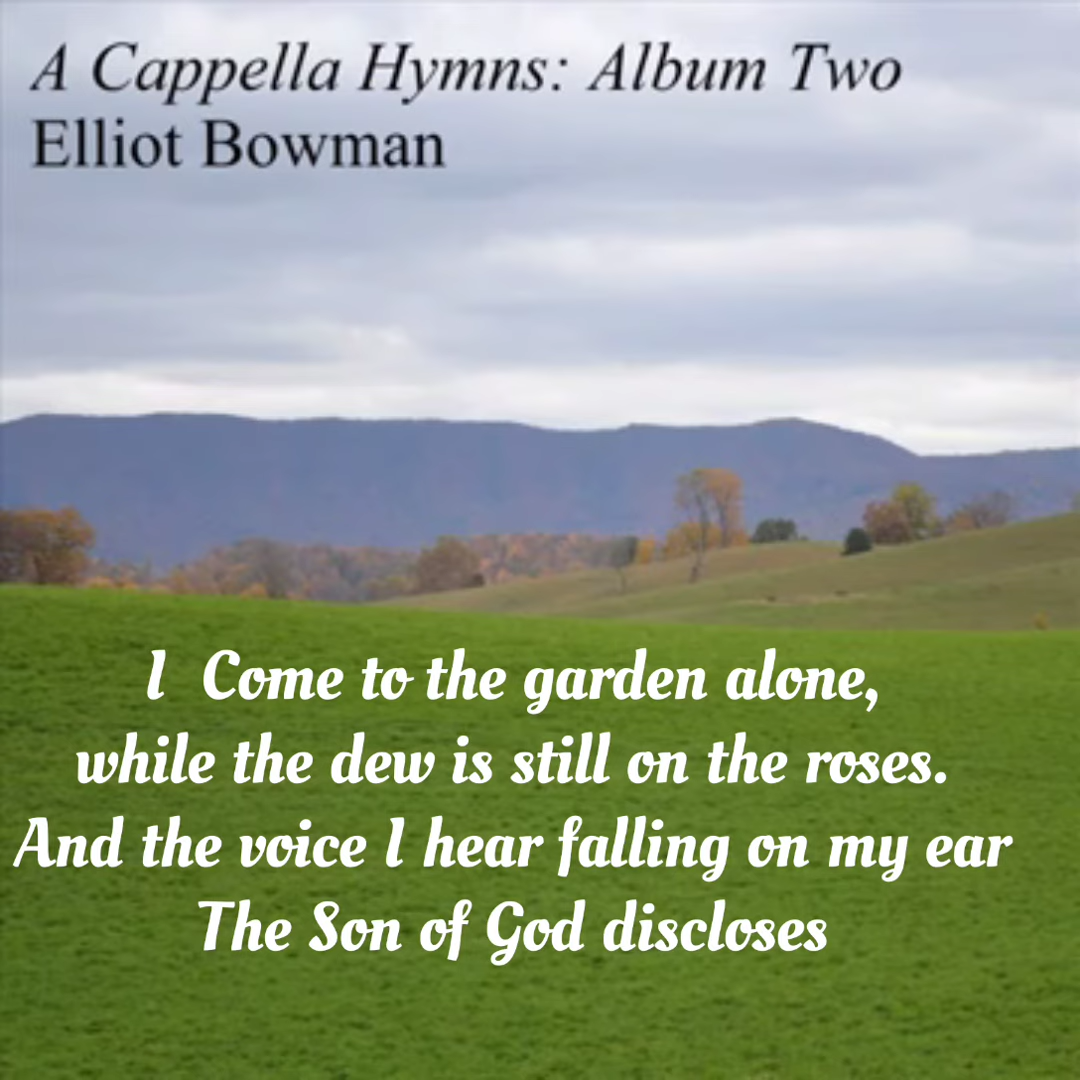 A Cappella Hymns: Album Two
Elliot Bowman
I Come to the garden alone,
while the dew is still on the roses.
And the voice I hear falling on my ear
The Son of God discloses